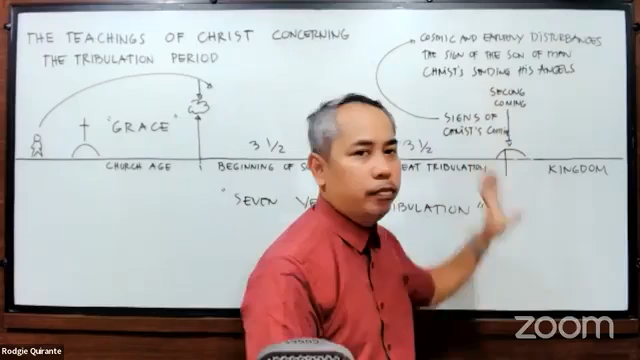 THE TEACHINGS OF CHRIST CONCERNING
THE TRIBULATION PERIOD
COSMIC AND EARTHLY DISTURBANCES
THE SIGN OF THE SON OF MAN
CHRIST'S SENDING HIS ANGELS
SECOND
COMING
"GRACE"
SIGNS OF
CHRIST'S
3 1/2
3 1/2
CHURCH AGE
BEGINNING OF
TRIBULATION
KINGDOM
"SEVEN
zoom
Rodgie Quirante